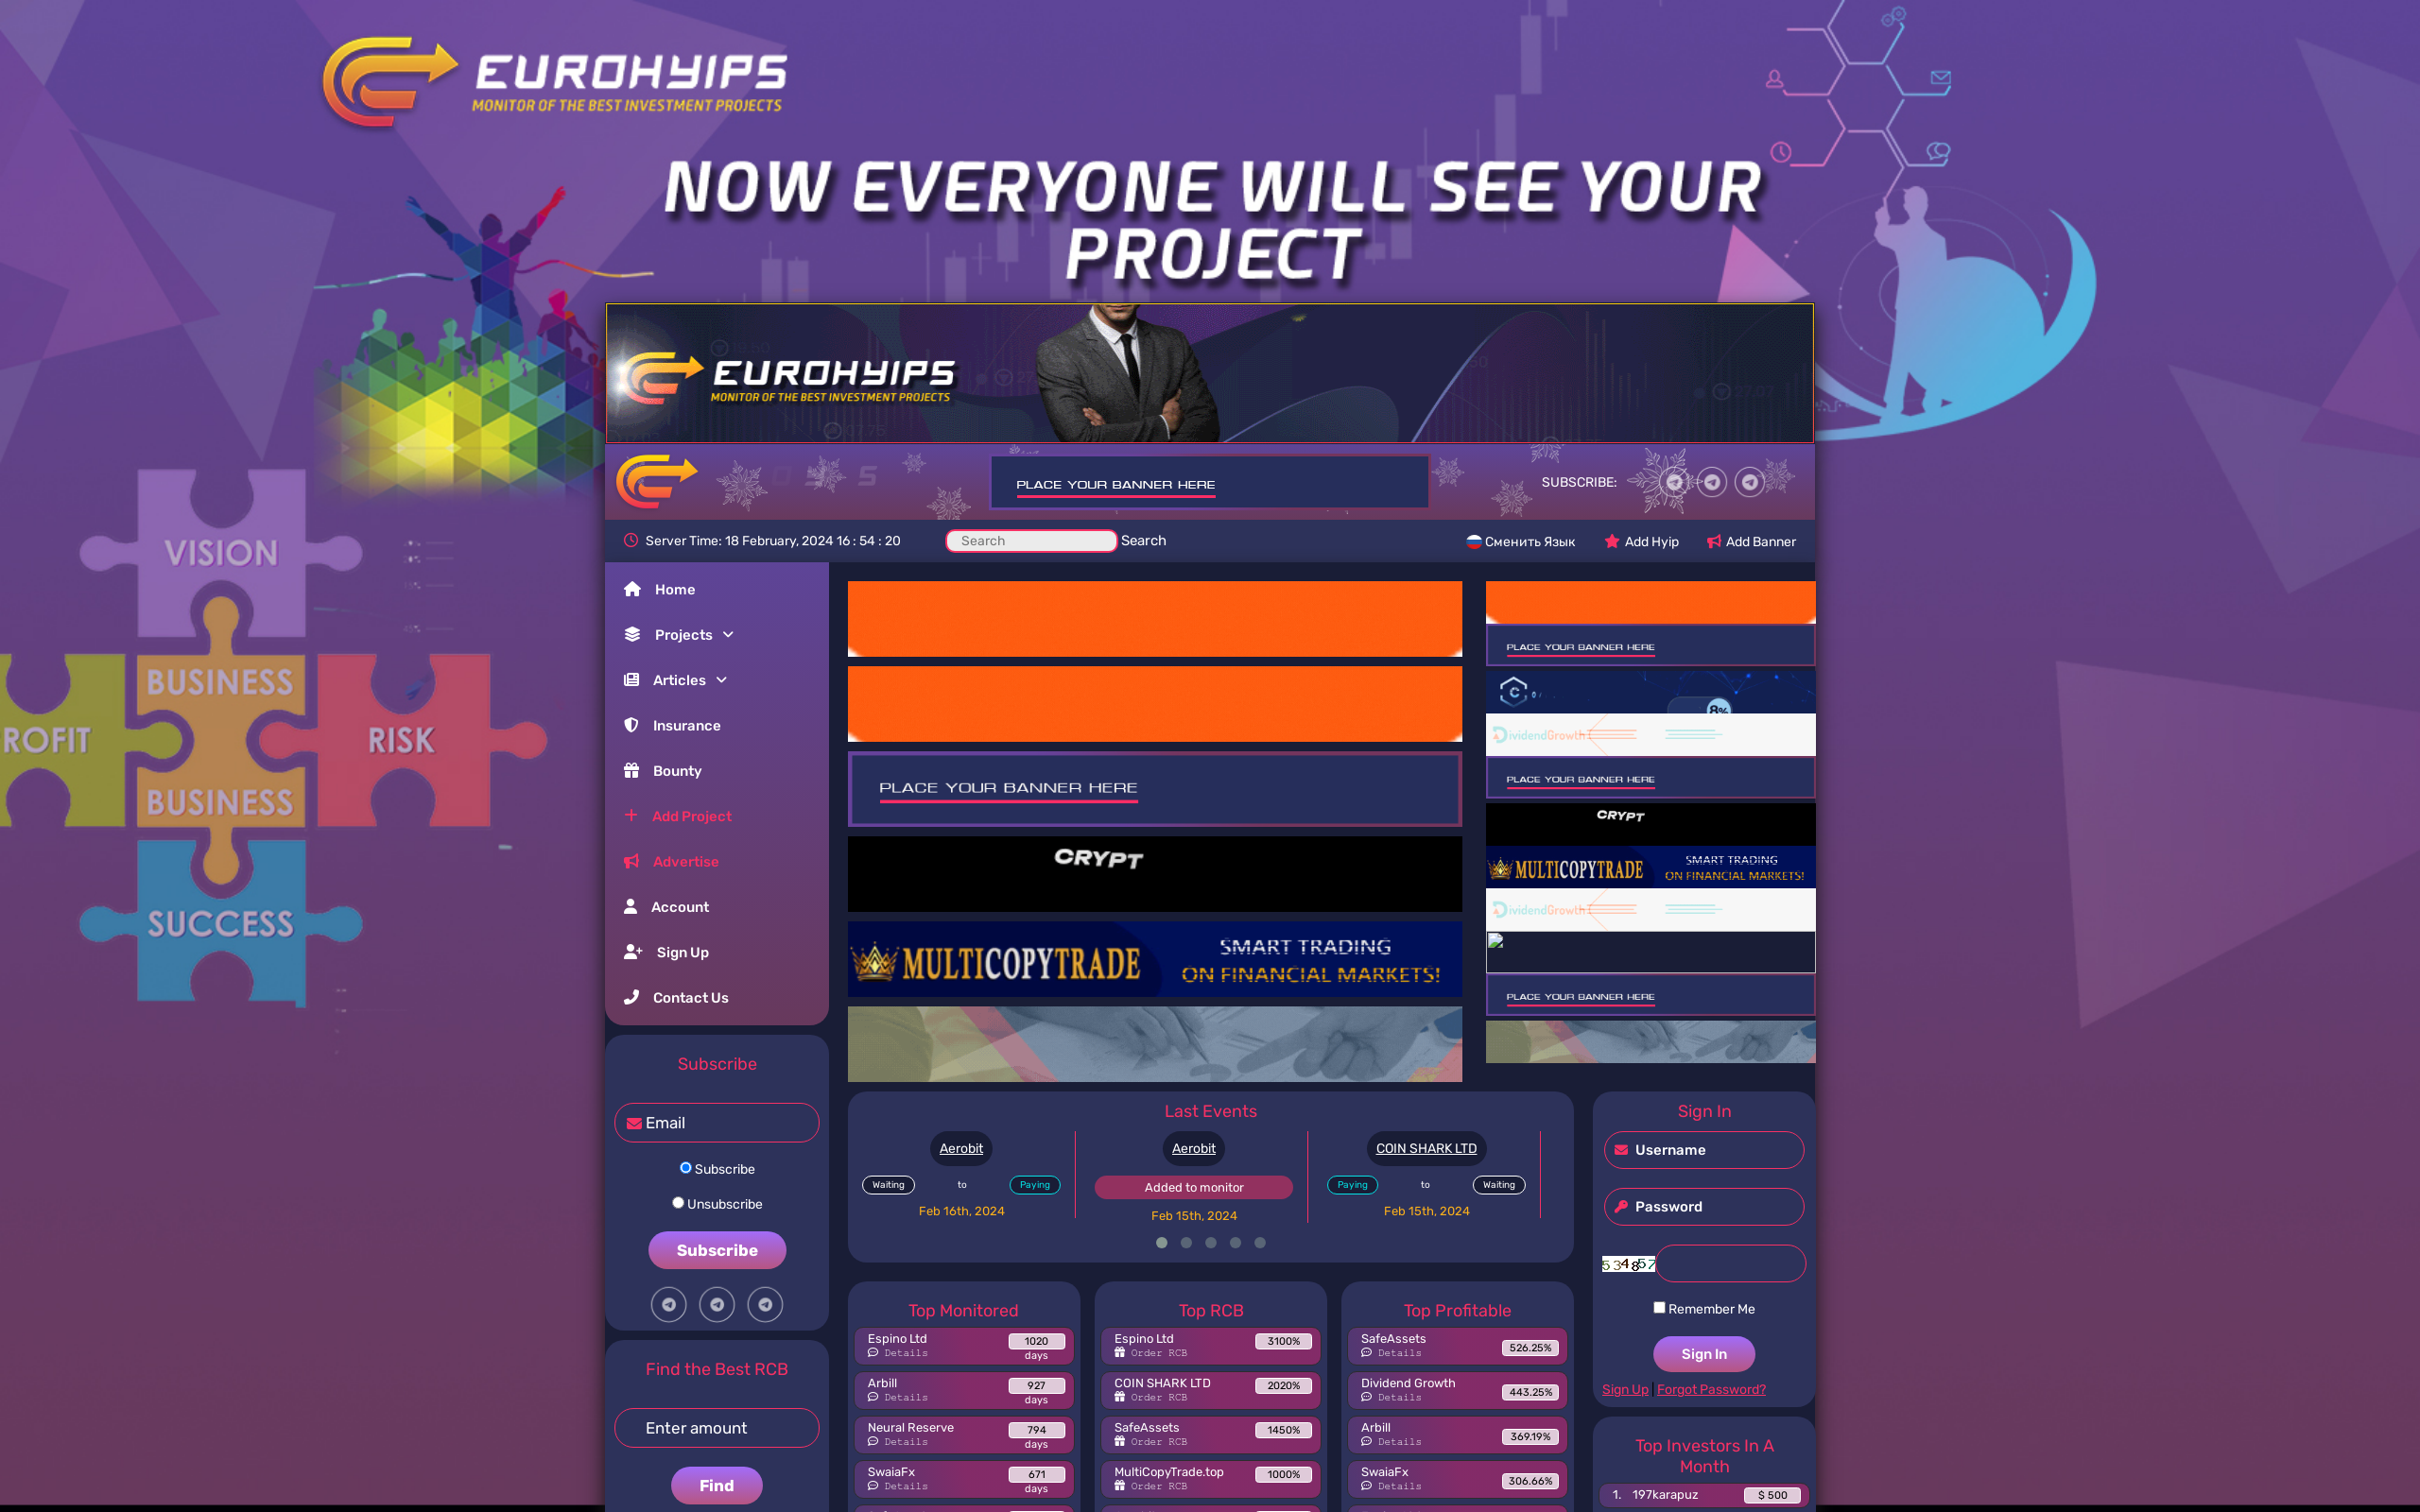 EUROHYIPS
MONITOR OF THE BEST INVESTMENT PROJECTS
NOW EVERYONE WILL SEE YOUR
PROJECT
EUROHYIPS
MONITOR OF THE BEST INVESTMENT PROJECTS
PLACE YOUR BANNER HERE
SUBSCRIBE:
Server Time: 18 February, 2024 16 : 54 : 20
Search
Search
Сменить Язык
Add Hyip
Add Banner
Home
Projects
Articles
Insurance
Bounty
Add Project
Advertise
Account
Sign Up
Contact Us
VISION
BUSINESS
ROFIT
RISK
BUSINESS
SUCCESS
PLACE YOUR BANNER HERE
CRYPT
MULTICOPYTRADE
SMART TRADING
ON FINANCIAL MARKETS!
PLACE YOUR BANNER HERE
8%
DividendGrowth
PLACE YOUR BANNER HERE
CRYPT
MULTICOPYTRADE
SMART TRADING
ON FINANCIAL MARKETS!
DividendGrowth
PLACE YOUR BANNER HERE
Subscribe
Email
Subscribe
Unsubscribe
Subscribe
Find the Best RCB
Enter amount
Find
Last Events
Aerobit
Waiting to Paying
Feb 16th, 2024
Aerobit
Added to monitor
Feb 15th, 2024
COIN SHARK LTD
Paying to Waiting
Feb 15th, 2024
Top Monitored
Espino Ltd 1020
Details days
Arbill 927
Details days
Neural Reserve 794
Details days
SwaiaFx 671
Details days
Top RCB
Espino Ltd 3100%
Order RCB
COIN SHARK LTD 2020%
Order RCB
SafeAssets 1450%
Order RCB
MultiCopyTrade.top 1000%
Order RCB
Top Profitable
SafeAssets 526.25%
Details
Dividend Growth 443.25%
Details
Arbill 369.19%
Details
SwaiaFx 306.66%
Details
Sign In
Username
Password
534857
Remember Me
Sign In
Sign Up | Forgot Password?
Top Investors In A
Month
1. 197karapuz $ 500